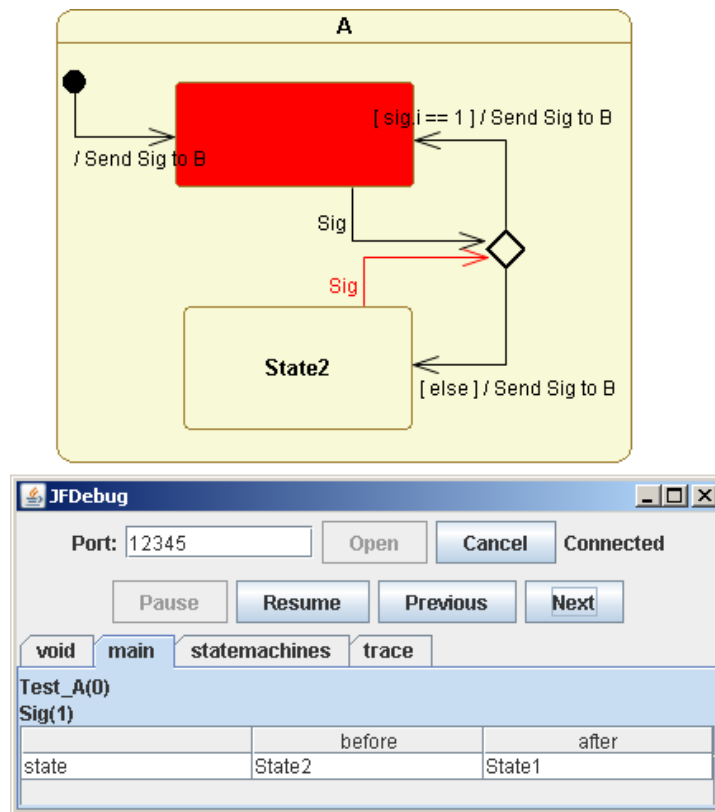 A
[ sig.i == 1 ] / Send Sig to B
/ Send Sig to B
Sig
Sig
State2
[ else ] / Send Sig to B
JFDebug
Port: 12345 Open Cancel Connected
Pause Resume Previous Next
void main statemachines trace
Test_A(0)
Sig(1)
before after
state State2 State1